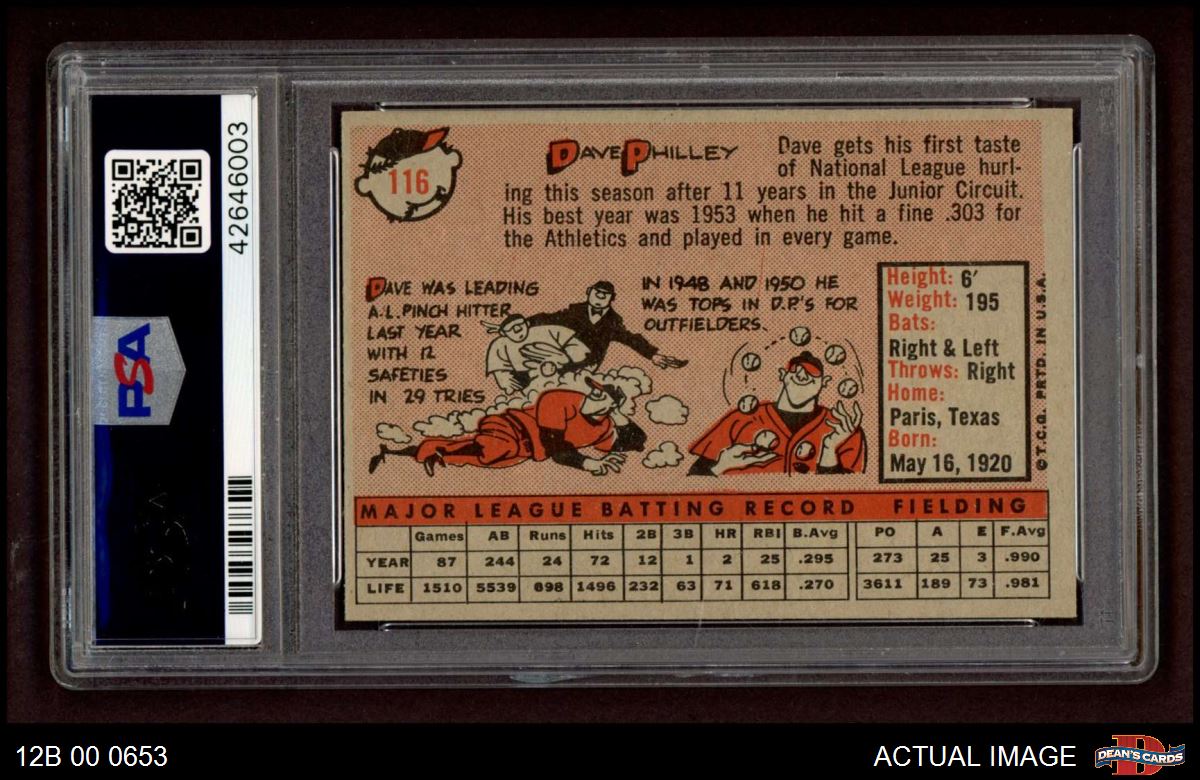 42646003
PSA
116
DAVE PHILLEY
Dave gets his first taste
of National League hurl-
ing this season after 11 years in the Junior Circuit.
His best year was 1953 when he hit a fine .303 for
the Athletics and played in every game.
DAVE WAS LEADING
A.L. PINCH HITTER
LAST YEAR
WITH 12
SAFETIES
IN 29 TRIES
IN 1948 AND 1950 HE
WAS TOPS IN D.P.'S FOR
OUTFIELDERS.
Height: 6'
Weight: 195
Bats:
Right & Left
Throws: Right
Home:
Paris, Texas
Born:
May 16, 1920
©T.C.G. PRTD. IN U.S.A.
MAJOR LEAGUE BATTING RECORD FIELDING
Games AB Runs Hits 2B 3B HR RBI B.Avg PO A E F.Avg
YEAR 87 244 24 72 12 1 2 25 .295 273 25 3 .990
LIFE 1510 5539 698 1496 232 63 71 618 .270 3611 189 73 .981
12B 00 0653
ACTUAL IMAGE
DEAN'S CARDS